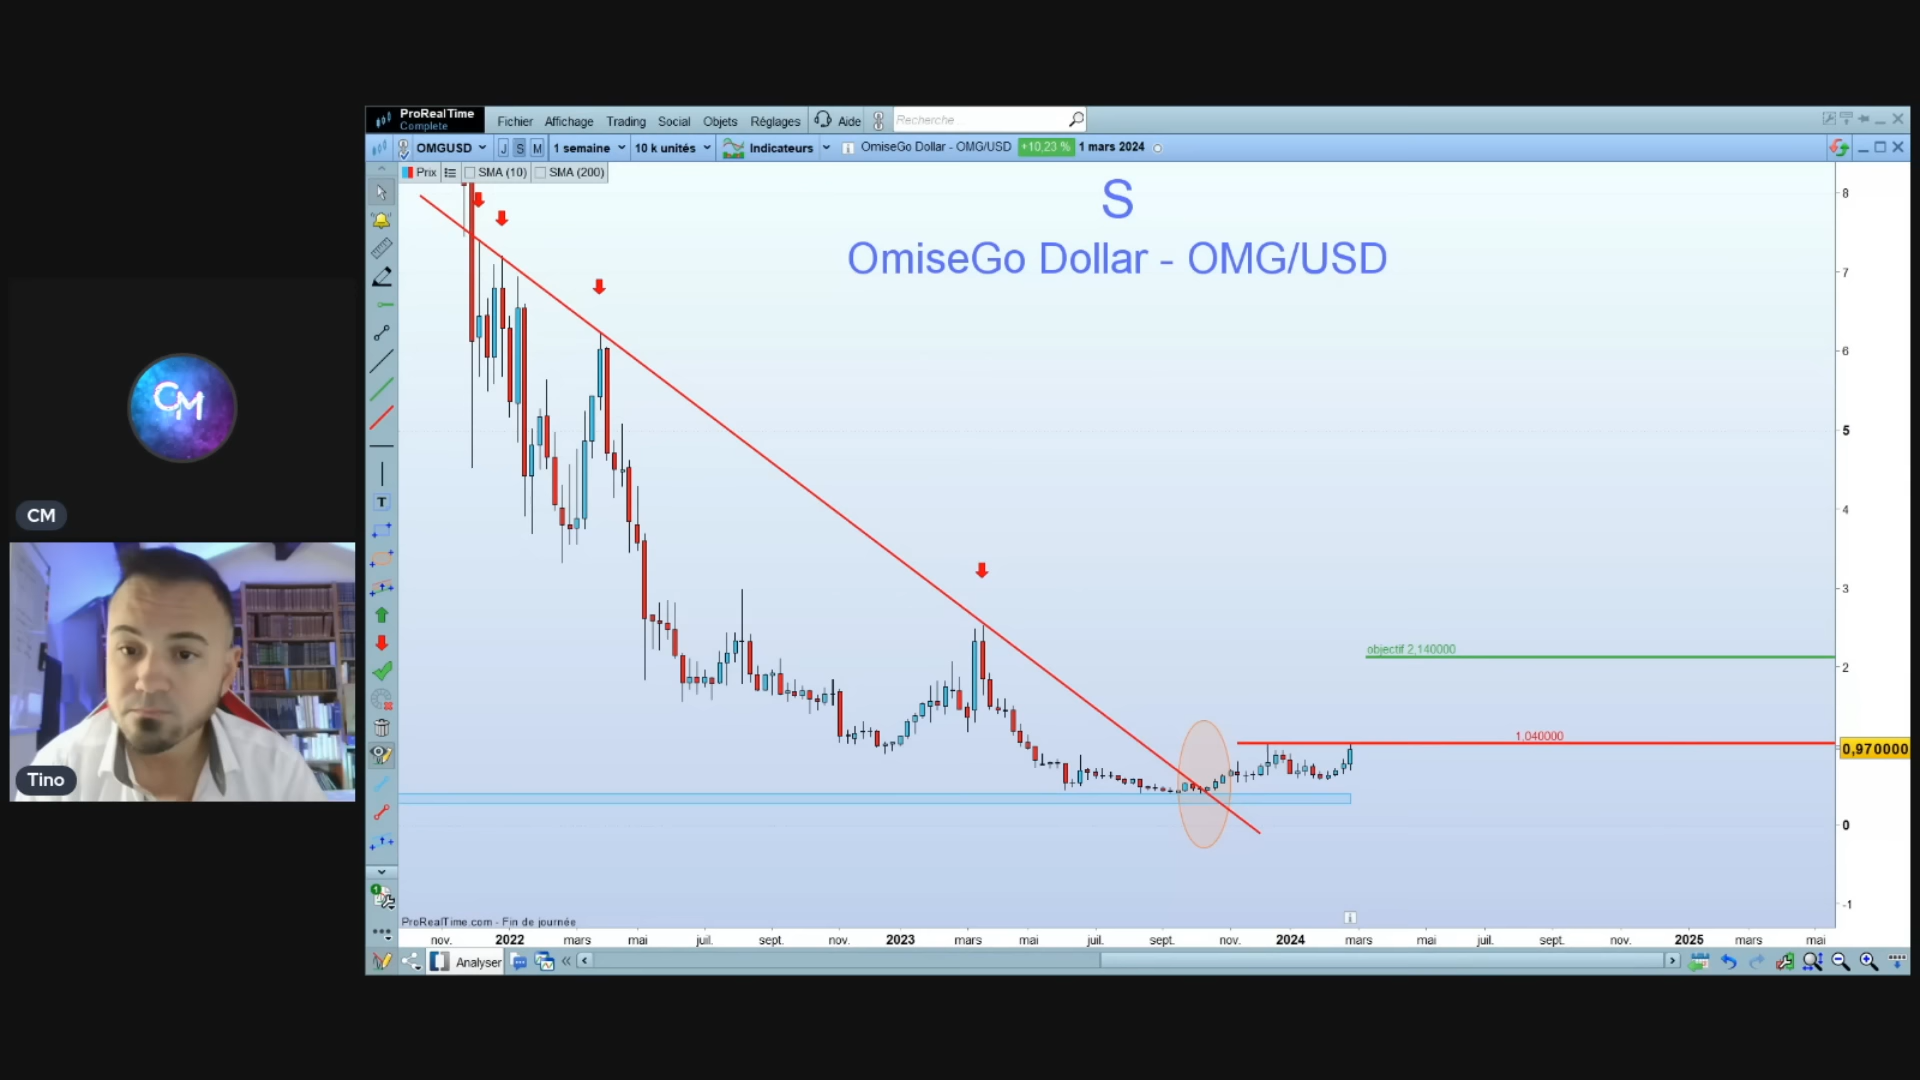 ProRealTime
Complete
Fichier Affichage Trading Social Objets Réglages Aide Recherche
OMGUSD J S M 1 semaine 10 k unités Indicateurs OmiseGo Dollar - OMG/USD +10,23 % 1 mars 2024
Prix SMA (10) SMA (200)
S
OmiseGo Dollar - OMG/USD
8
7
6
5
4
3
objectif 2,140000
2
1,040000
0,970000
0
-1
CM
CM
Tino
T
1
ProRealTime.com - Fin de journée
nov. 2022 mars mai juil. sept. nov. 2023 mars mai juil. sept. nov. 2024 mars mai juil. sept. nov. 2025 mars mai
Analyser